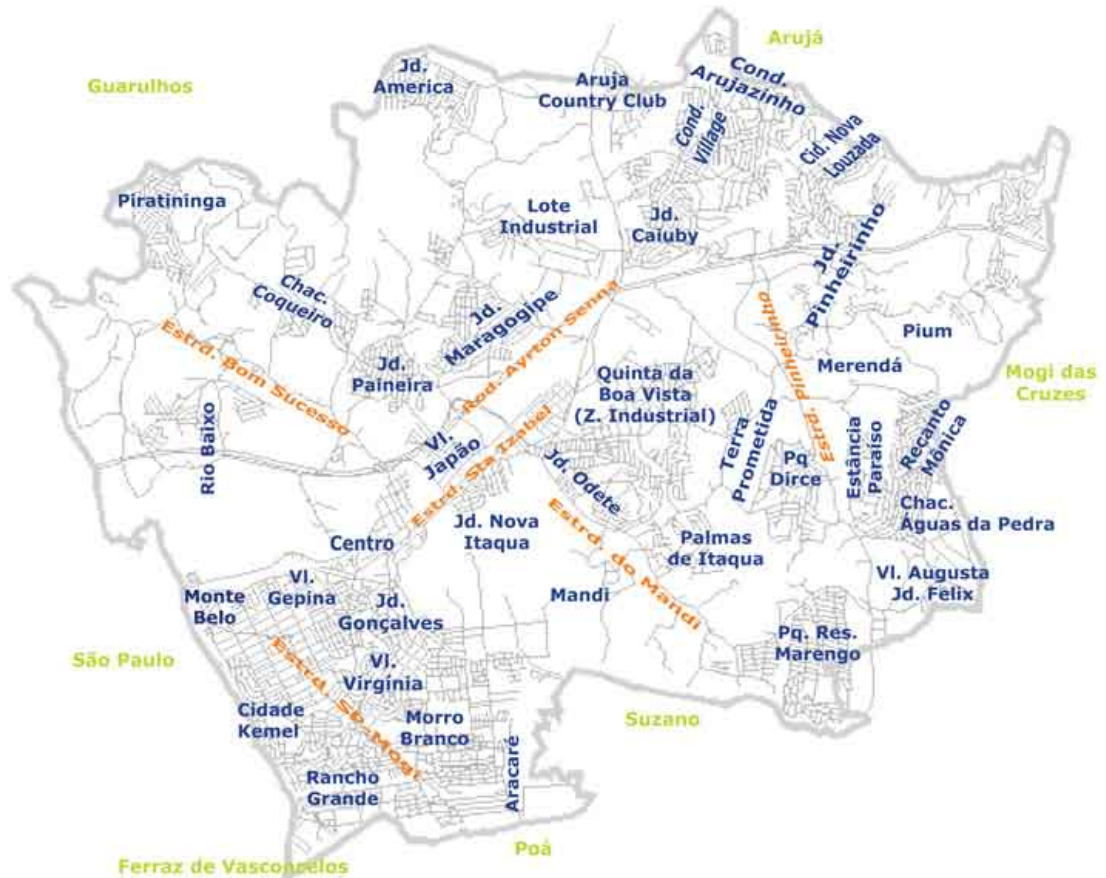 Arujá
Guarulhos
Jd.
America
Aruja
Country Club
Cond.
Arujazinho
Cond.
Village
Cid. Nova
Louzada
Piratininga
Lote
Industrial
Jd.
Caiuby
Jd.
Pinheirinho
Chac.
Coqueiro
Jd.
Maragogipe
Rod. Ayrton Senna
Estrd. Pinheirinho
Pium
Estrd. Bom Sucesso
Jd.
Paineira
Quinta da
Boa Vista
(Z. Industrial)
Merendá
Mogi das
Cruzes
Rio Baixo
Vl.
Japão
Estrd. Sta Izabel
Terra
Prometida
Pq
Dirce
Estância
Paraíso
Recanto
Mônica
Jd. Odete
Chac.
Águas da Pedra
Centro
Jd. Nova
Itaqua
Estrd. do Mandi
Palmas
de Itaqua
Vl. Augusta
Jd. Felix
Monte
Belo
Vl.
Gepina
Jd.
Gonçalves
Mandi
Pq. Res.
Marengo
São Paulo
Estrd. Sp-Mogi
Vl.
Virgínia
Suzano
Cidade
Kemel
Morro
Branco
Aracaré
Rancho
Grande
Poá
Ferraz de Vasconcelos